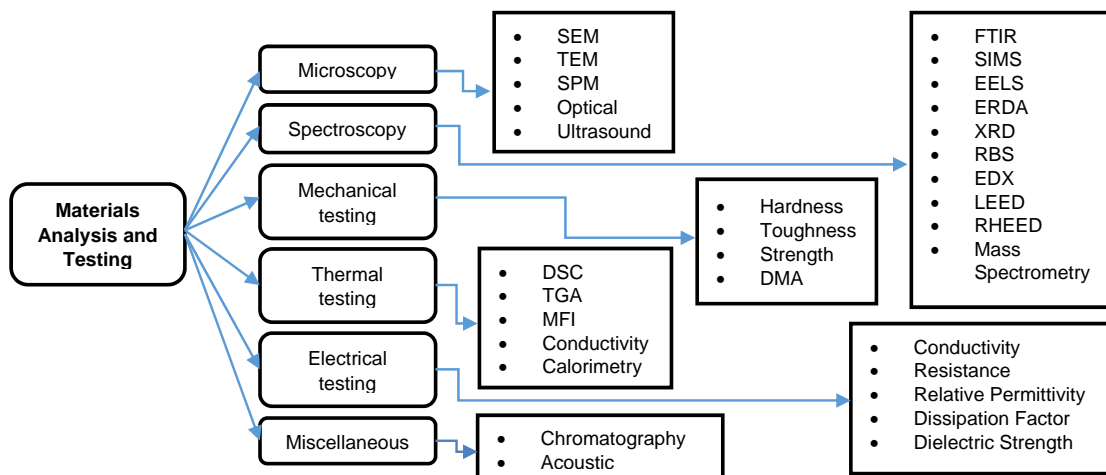 Materials
Analysis and
Testing
Microscopy
Spectroscopy
Mechanical
testing
Thermal
testing
Electrical
testing
Miscellaneous
• SEM
• TEM
• SPM
• Optical
• Ultrasound
• FTIR
• SIMS
• EELS
• ERDA
• XRD
• RBS
• EDX
• LEED
• RHEED
• Mass
Spectrometry
• Hardness
• Toughness
• Strength
• DMA
• DSC
• TGA
• MFI
• Conductivity
• Calorimetry
• Conductivity
• Resistance
• Relative Permittivity
• Dissipation Factor
• Dielectric Strength
• Chromatography
• Acoustic